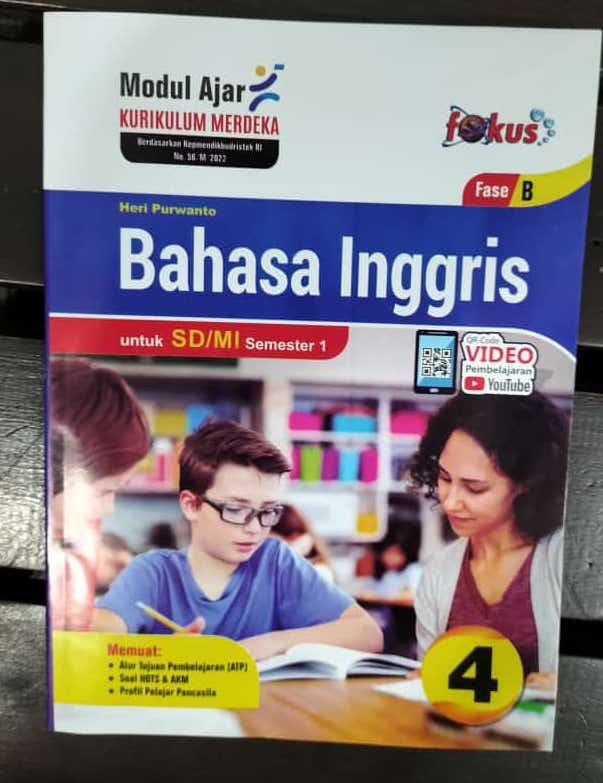 Modul Ajar
KURIKULUM MERDEKA
Berdasarkan Kepmendikbudristek RI
No. 56/M/2022
fokus
Fase B
Heri Purwanto
Bahasa Inggris
untuk SD/MI Semester 1
QR-Code
VIDEO
Pembelajaran
YouTube
Memuat:
• Alur Tujuan Pembelajaran (ATP)
• Soal HOTS & AKM
• Profil Pelajar Pancasila
4